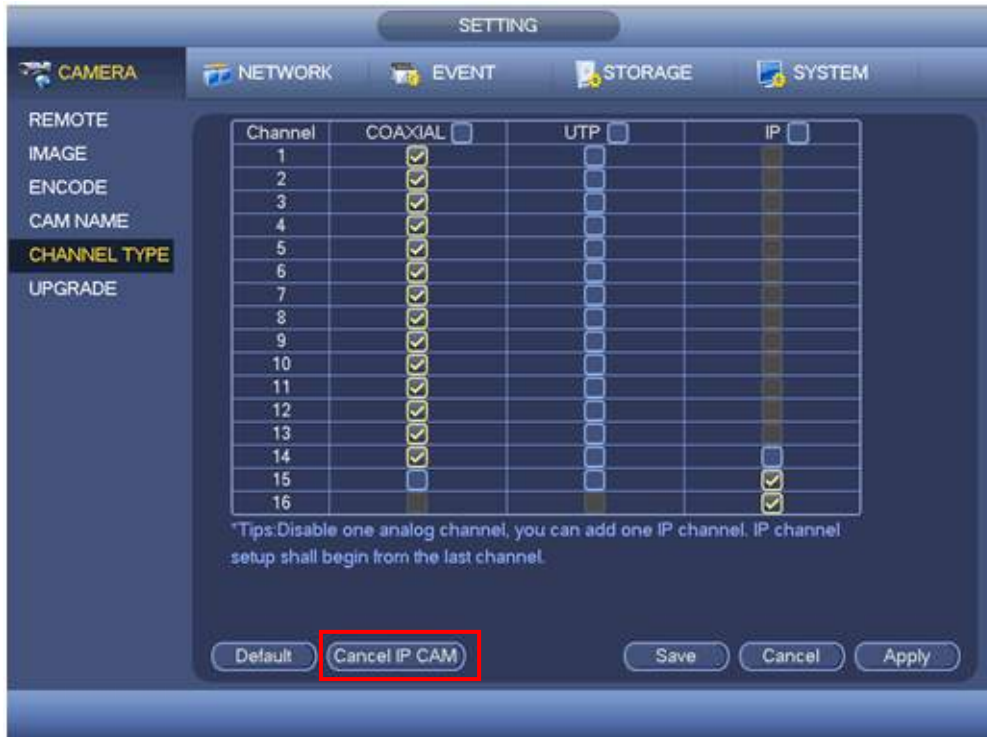 SETTING
CAMERA NETWORK EVENT STORAGE SYSTEM
REMOTE
IMAGE
ENCODE
CAM NAME
CHANNEL TYPE
UPGRADE
Channel COAXIAL UTP IP
1
2
3
4
5
6
7
8
9
10
11
12
13
14
15
16
*Tips:Disable one analog channel, you can add one IP channel. IP channel
setup shall begin from the last channel.
Default Cancel IP CAM Save Cancel Apply